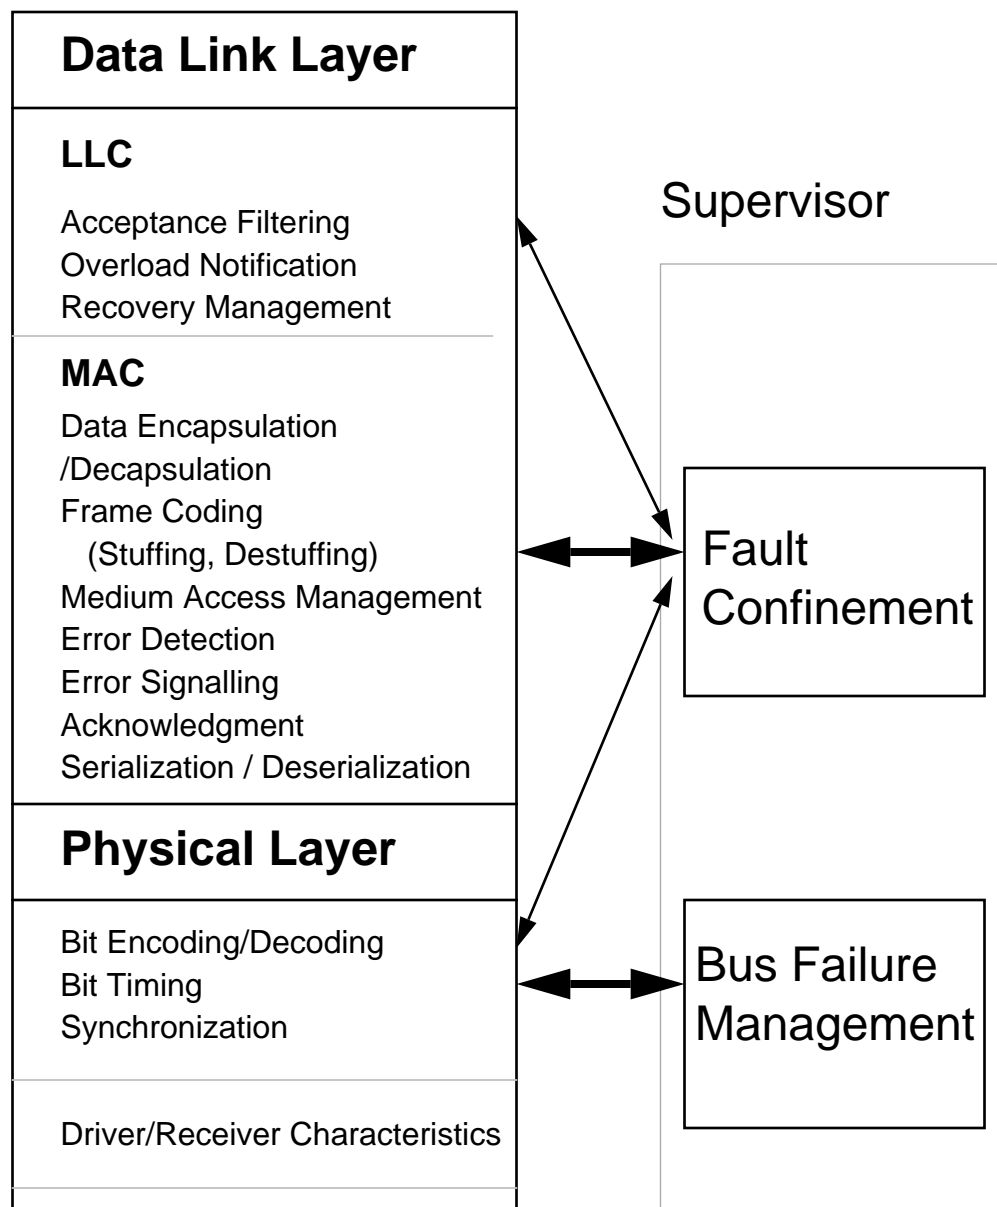 Data Link Layer
LLC
Acceptance Filtering
Overload Notification
Recovery Management
MAC
Data Encapsulation
/Decapsulation
Frame Coding
(Stuffing, Destuffing)
Medium Access Management
Error Detection
Error Signalling
Acknowledgment
Serialization / Deserialization
Physical Layer
Bit Encoding/Decoding
Bit Timing
Synchronization
Driver/Receiver Characteristics
Supervisor
Fault
Confinement
Bus Failure
Management